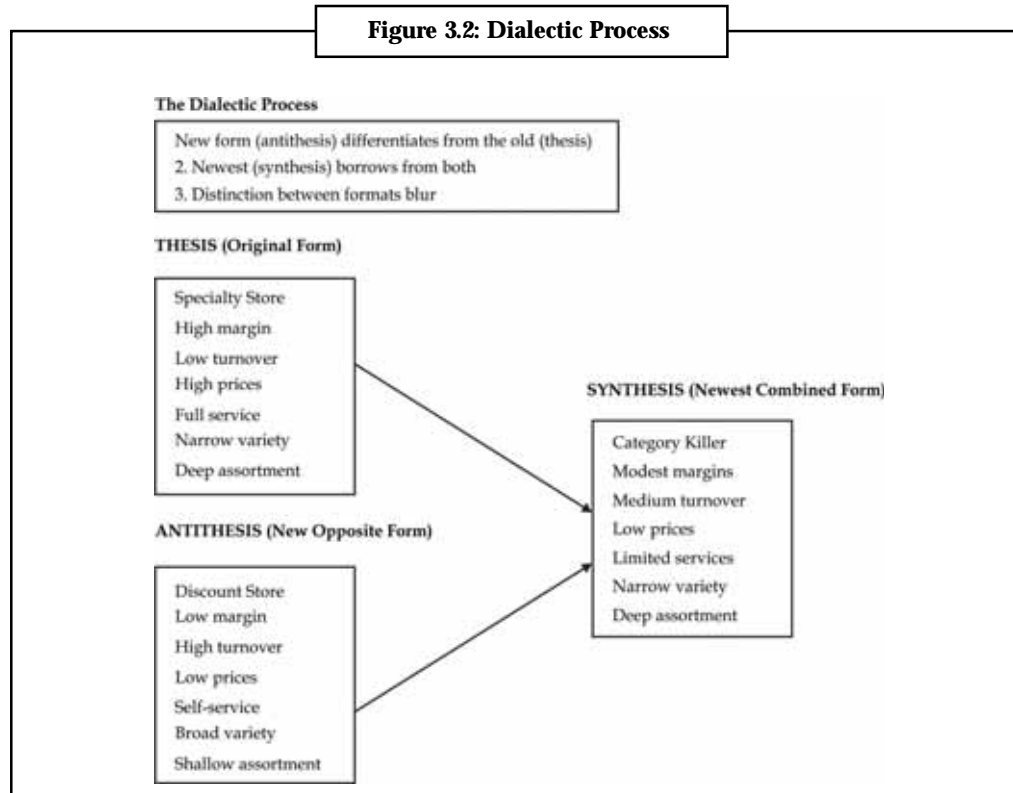 Figure 3.2: Dialectic Process
The Dialectic Process
New form (antithesis) differentiates from the old (thesis)
2. Newest (synthesis) borrows from both
3. Distinction between formats blur
THESIS (Original Form)
Specialty Store
High margin
Low turnover
High prices
Full service
Narrow variety
Deep assortment
ANTITHESIS (New Opposite Form)
Discount Store
Low margin
High turnover
Low prices
Self-service
Broad variety
Shallow assortment
SYNTHESIS (Newest Combined Form)
Category Killer
Modest margins
Medium turnover
Low prices
Limited services
Narrow variety
Deep assortment